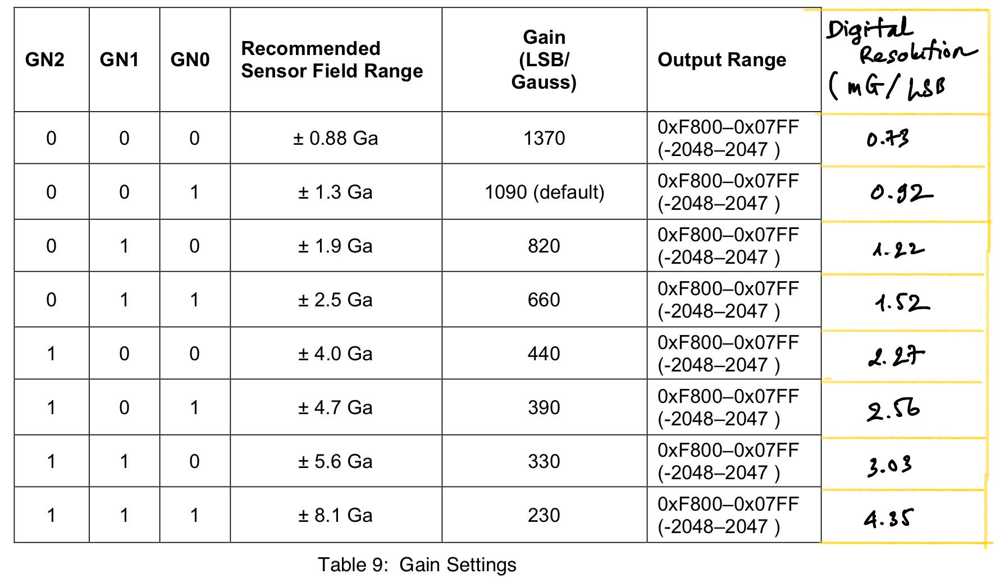 GN2 GN1 GN0 Recommended Sensor Field Range Gain (LSB/ Gauss) Output Range Digital Resolution (mG/LSB
0 0 0 ± 0.88 Ga 1370 0xF800–0x07FF (-2048–2047 ) 0.73
0 0 1 ± 1.3 Ga 1090 (default) 0xF800–0x07FF (-2048–2047 ) 0.92
0 1 0 ± 1.9 Ga 820 0xF800–0x07FF (-2048–2047 ) 1.22
0 1 1 ± 2.5 Ga 660 0xF800–0x07FF (-2048–2047 ) 1.52
1 0 0 ± 4.0 Ga 440 0xF800–0x07FF (-2048–2047 ) 2.27
1 0 1 ± 4.7 Ga 390 0xF800–0x07FF (-2048–2047 ) 2.56
1 1 0 ± 5.6 Ga 330 0xF800–0x07FF (-2048–2047 ) 3.03
1 1 1 ± 8.1 Ga 230 0xF800–0x07FF (-2048–2047 ) 4.35
Table 9: Gain Settings